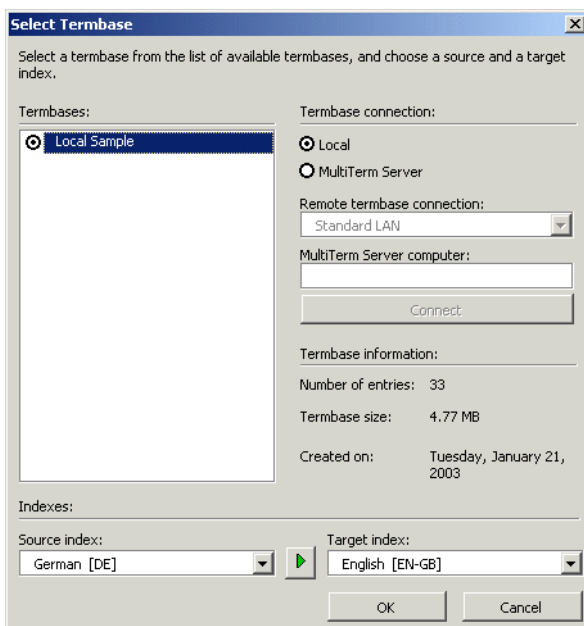 Select Termbase
Select a termbase from the list of available termbases, and choose a source and a target
index.
Termbases:
Local Sample
Termbase connection:
Local
MultiTerm Server
Remote termbase connection:
Standard LAN
MultiTerm Server computer:
Connect
Termbase information:
Number of entries: 33
Termbase size: 4.77 MB
Created on: Tuesday, January 21,
2003
Indexes:
Source index:
German [DE]
Target index:
English [EN-GB]
OK
Cancel